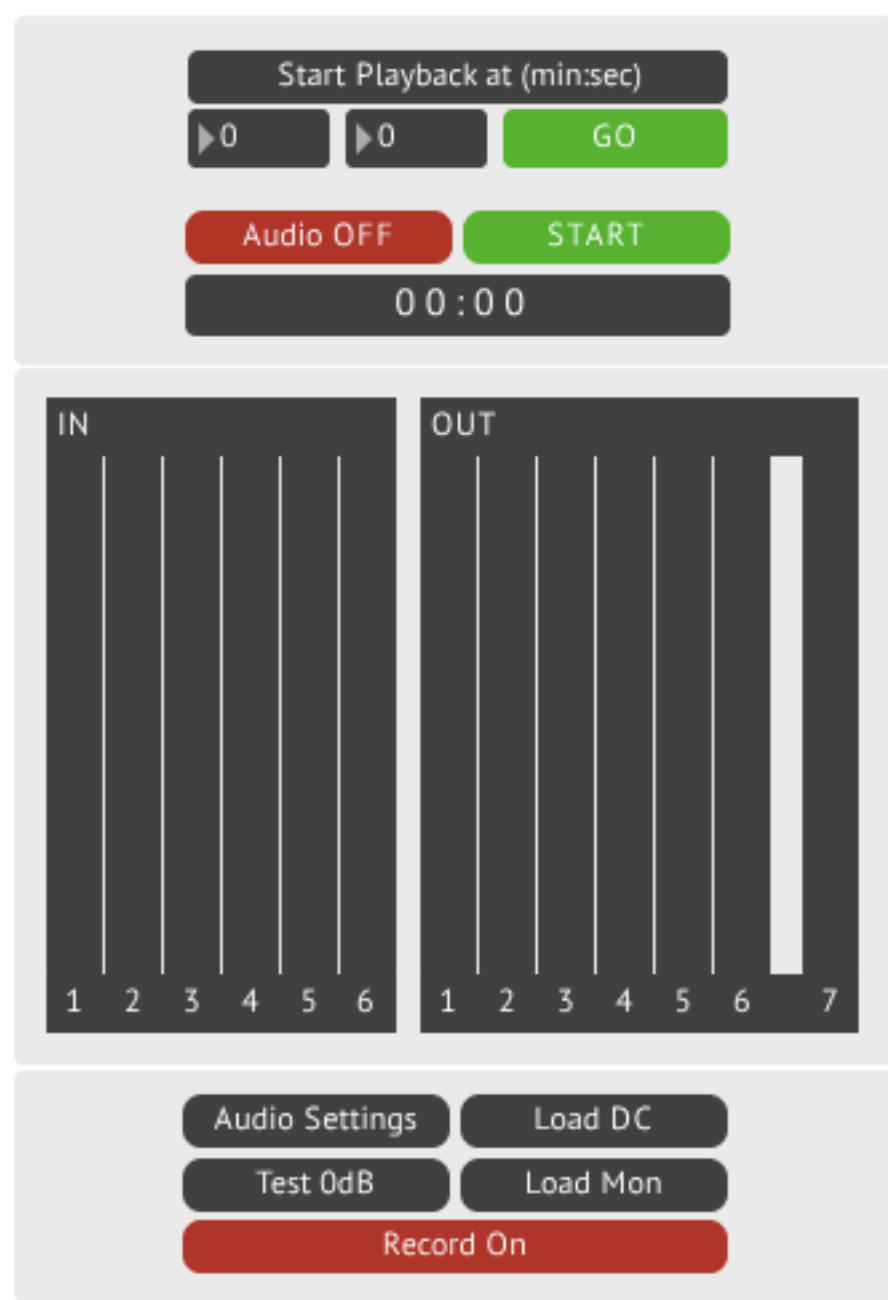 Start Playback at (min:sec)
0 0 GO
Audio OFF START
00:00
IN OUT
1 2 3 4 5 6 1 2 3 4 5 6 7
Audio Settings Load DC
Test 0dB Load Mon
Record On